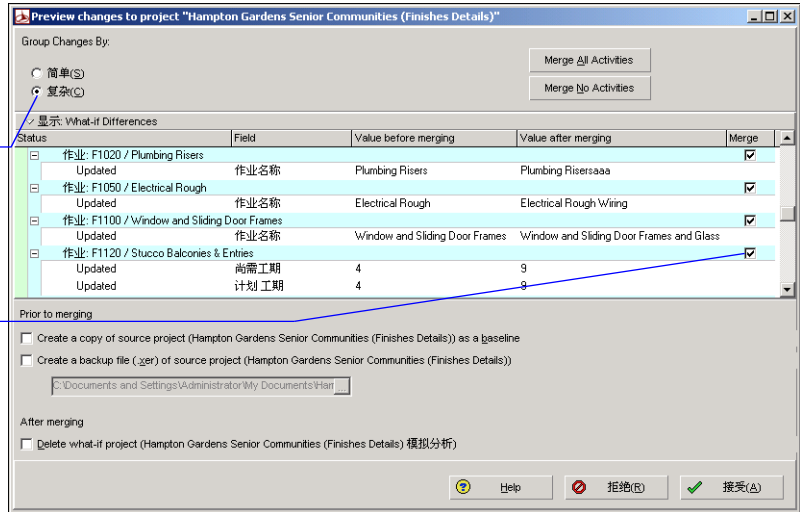 Preview changes to project "Hampton Gardens Senior Communities (Finishes Details)"
Group Changes By:
简单(S)
复杂(C)
Merge All Activities
Merge No Activities
显示: What-if Differences
Status Field Value before merging Value after merging Merge
作业: F1020 / Plumbing Risers
Updated 作业名称 Plumbing Risers Plumbing Risersaaa
作业: F1050 / Electrical Rough
Updated 作业名称 Electrical Rough Electrical Rough Wiring
作业: F1100 / Window and Sliding Door Frames
Updated 作业名称 Window and Sliding Door Frames Window and Sliding Door Frames and Glass
作业: F1120 / Stucco Balconies & Entries
Updated 尚需工期 4 9
Updated 计划 工期 4 9
Prior to merging
Create a copy of source project (Hampton Gardens Senior Communities (Finishes Details)) as a baseline
Create a backup file (.xer) of source project (Hampton Gardens Senior Communities (Finishes Details))
C:\Documents and Settings\Administrator\My Documents\Ham ...
After merging
Delete what-if project (Hampton Gardens Senior Communities (Finishes Details) 模拟分析)
Help 拒绝(R) 接受(A)